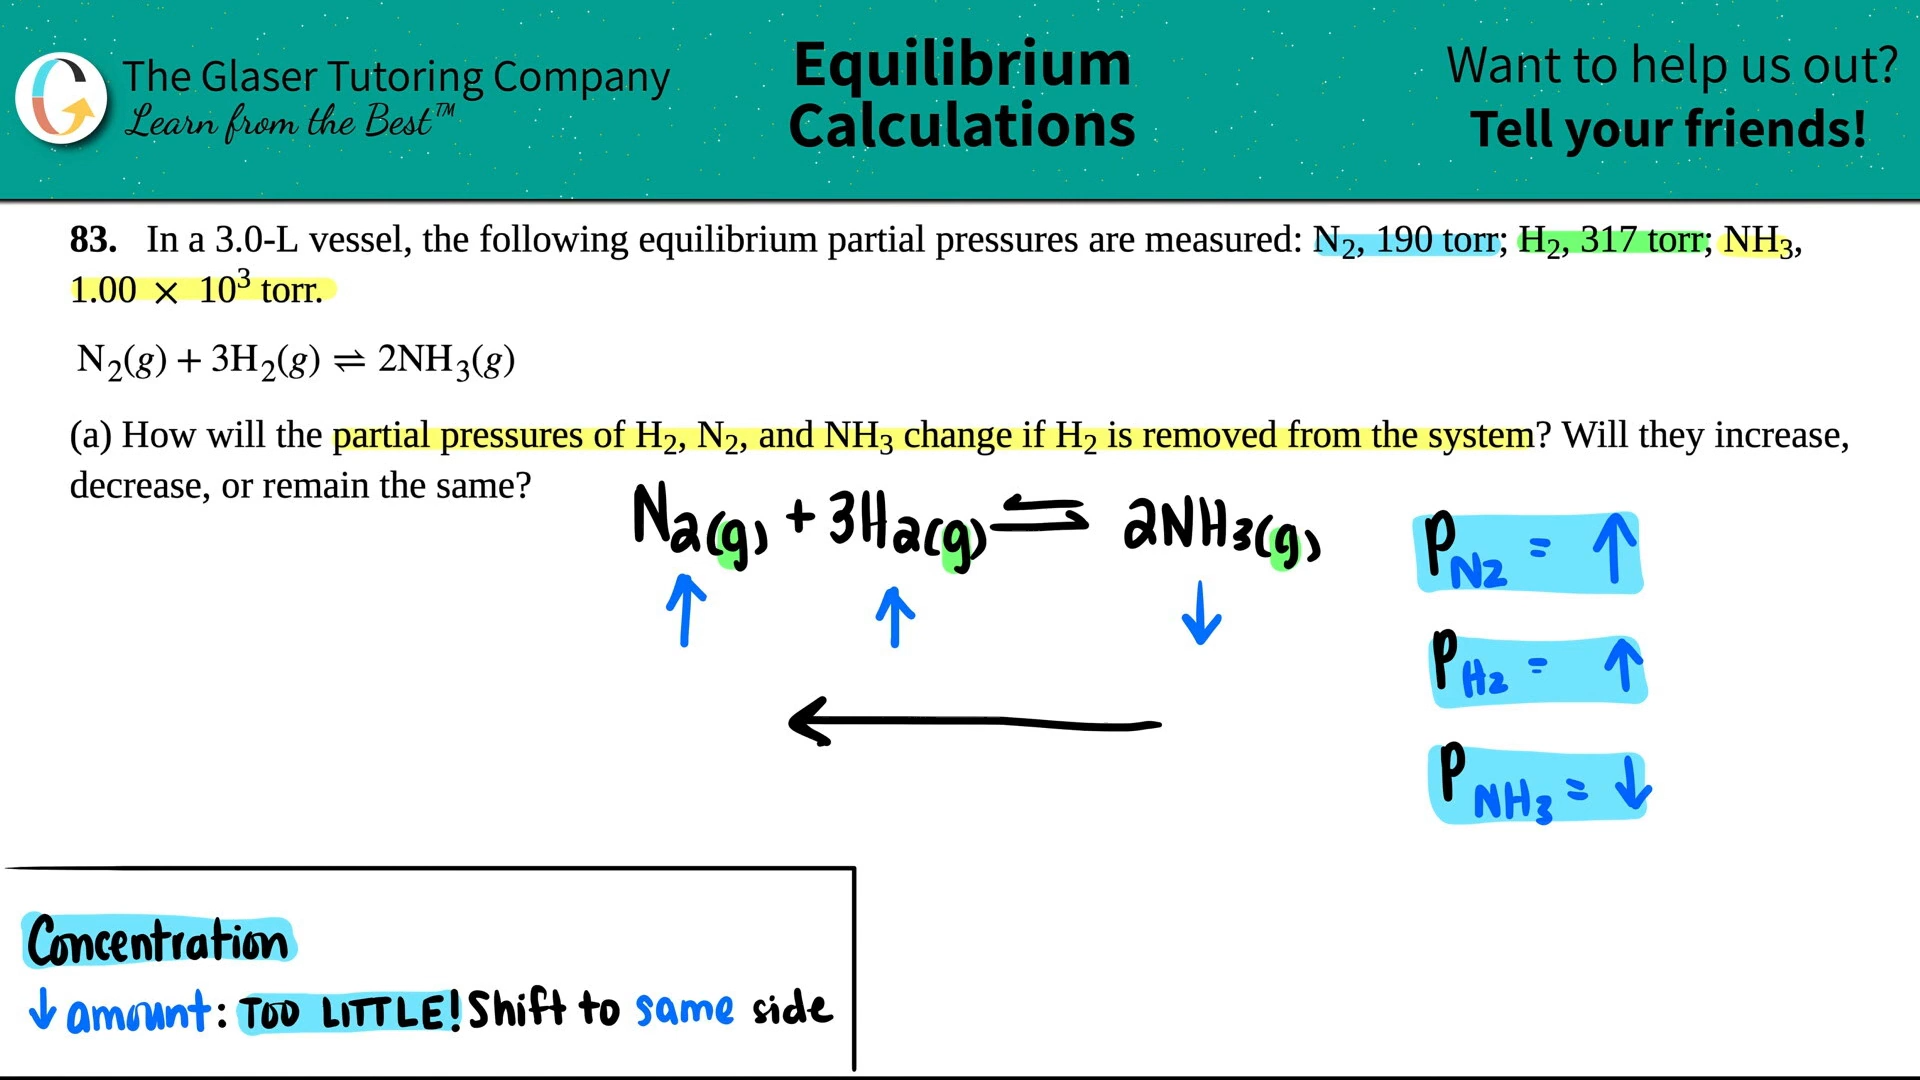 The Glaser Tutoring Company
Learn from the Best™
Equilibrium
Calculations
Want to help us out?
Tell your friends!
83. In a 3.0-L vessel, the following equilibrium partial pressures are measured: N₂, 190 torr; H₂, 317 torr; NH₃,
1.00 × 10³ torr.
N₂(g) + 3H₂(g) ⇌ 2NH₃(g)
(a) How will the partial pressures of H₂, N₂, and NH₃ change if H₂ is removed from the system? Will they increase,
decrease, or remain the same?
N₂(g) + 3H₂(g) ⇌ 2NH₃(g)
↑ ↑ ↓
←
P_N₂ = ↑
P_H₂ = ↑
P_NH₃ = ↓
Concentration
↓ amount: TOO LITTLE! Shift to same side